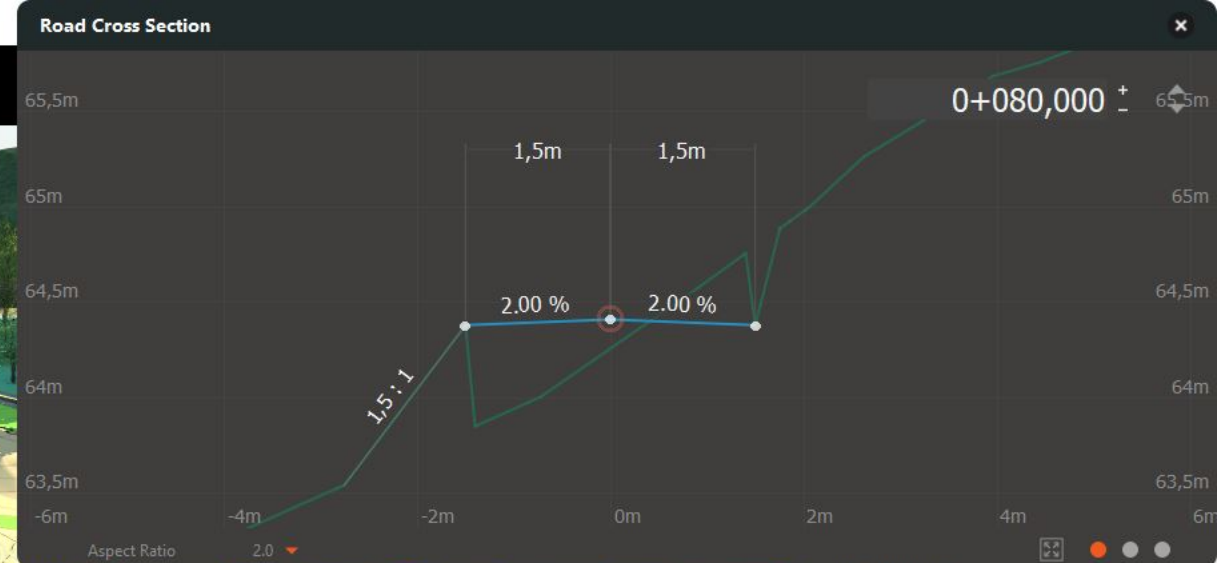 Road Cross Section
65,5m
0+080,000 + −
65,5m
1,5m 1,5m
65m 65m
64,5m 2.00 % 2.00 % 64,5m
1,5 : 1
64m 64m
63,5m 63,5m
-6m -4m -2m 0m 2m 4m 6m
Aspect Ratio 2.0